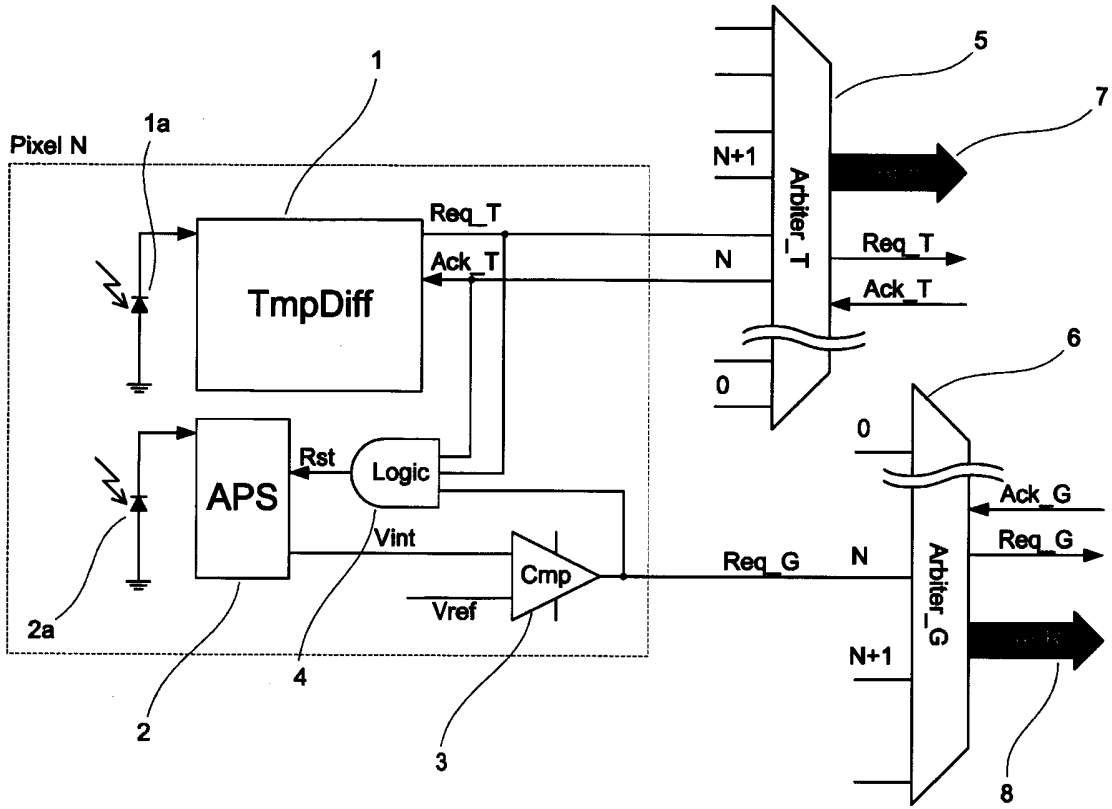 5
1
7
1a
Pixel N
N+1
Req_T
Arbiter_T
Req_T
Ack_T
N
Ack_T
TmpDiff
6
0
0
Rst
Logic
Ack_G
APS
Vint
Req_G
Req_G
N
Cmp
Arbiter_G
Vref
2a
N+1
4
2
3
8